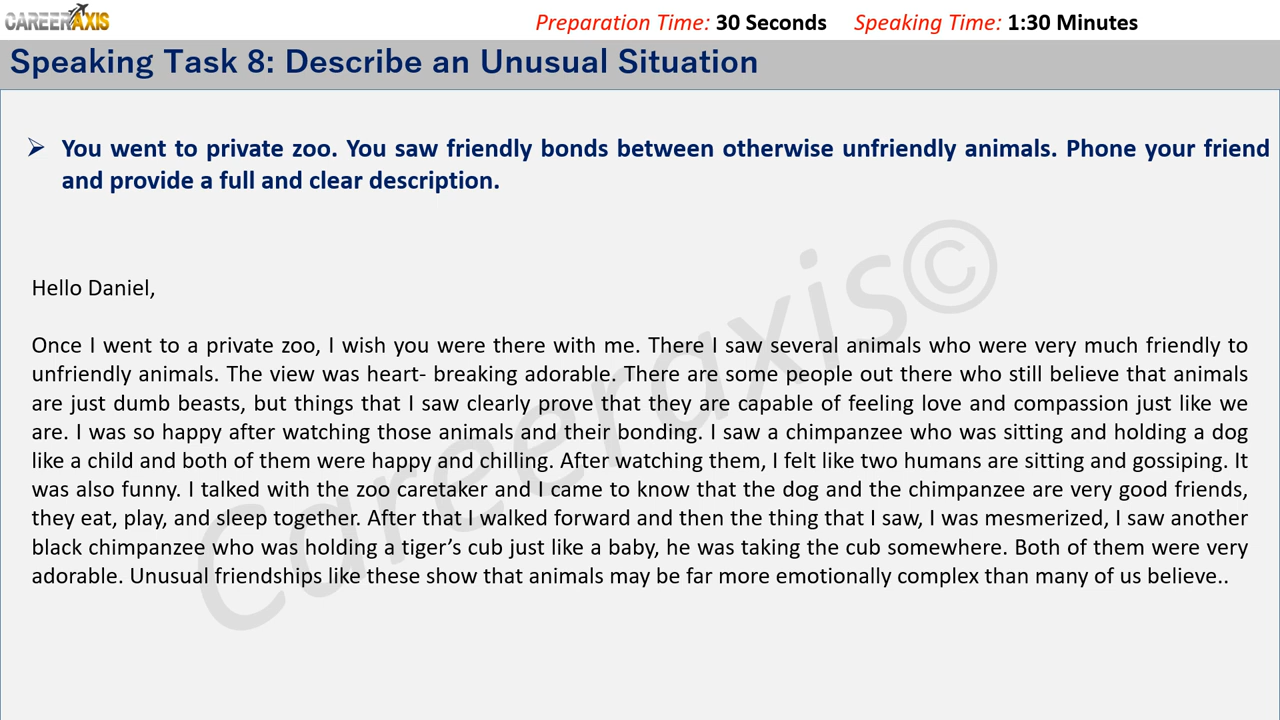 CAREERAXIS
Preparation Time: 30 Seconds Speaking Time: 1:30 Minutes
Speaking Task 8: Describe an Unusual Situation
➢ You went to private zoo. You saw friendly bonds between otherwise unfriendly animals. Phone your friend
and provide a full and clear description.
Hello Daniel,
Once I went to a private zoo, I wish you were there with me. There I saw several animals who were very much friendly to
unfriendly animals. The view was heart- breaking adorable. There are some people out there who still believe that animals
are just dumb beasts, but things that I saw clearly prove that they are capable of feeling love and compassion just like we
are. I was so happy after watching those animals and their bonding. I saw a chimpanzee who was sitting and holding a dog
like a child and both of them were happy and chilling. After watching them, I felt like two humans are sitting and gossiping. It
was also funny. I talked with the zoo caretaker and I came to know that the dog and the chimpanzee are very good friends,
they eat, play, and sleep together. After that I walked forward and then the thing that I saw, I was mesmerized, I saw another
black chimpanzee who was holding a tiger’s cub just like a baby, he was taking the cub somewhere. Both of them were very
adorable. Unusual friendships like these show that animals may be far more emotionally complex than many of us believe..
Careeraxis©